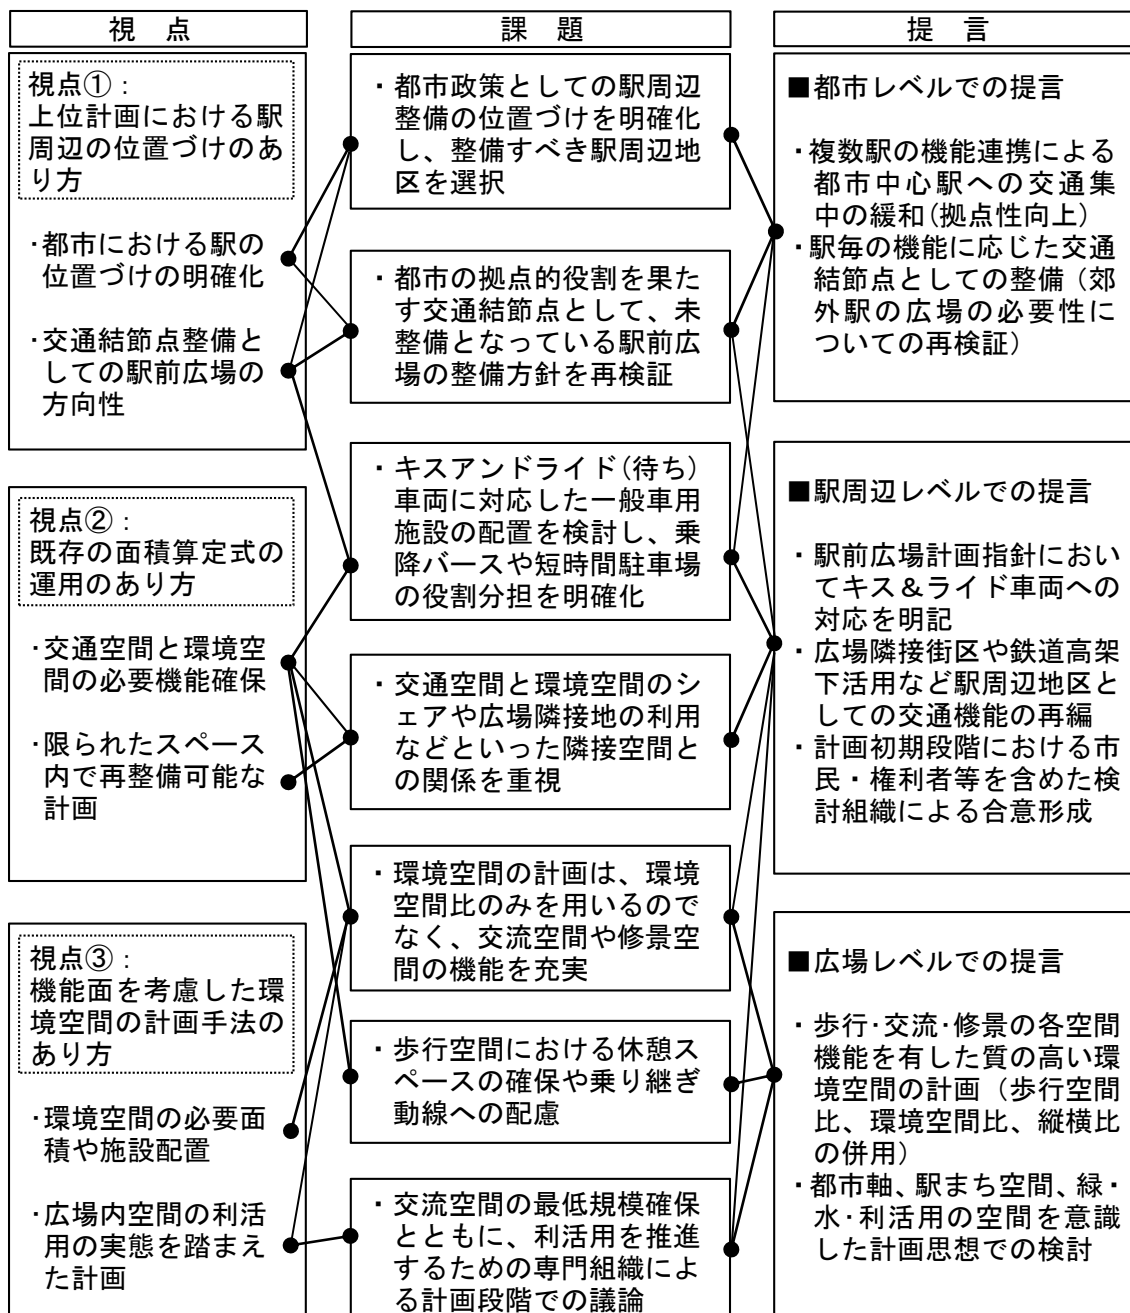 視　点
視点①：
上位計画における駅
周辺の位置づけのあ
り方
・都市における駅の
位置づけの明確化
・交通結節点整備と
しての駅前広場の
方向性
視点②：
既存の面積算定式の
運用のあり方
・交通空間と環境空
間の必要機能確保
・限られたスペース
内で再整備可能な
計画
視点③：
機能面を考慮した環
境空間の計画手法の
あり方
・環境空間の必要面
積や施設配置
・広場内空間の利活
用の実態を踏まえ
た計画
課　題
・都市政策としての駅周辺
整備の位置づけを明確化
し、整備すべき駅周辺地
区を選択
・都市の拠点的役割を果た
す交通結節点として、未
整備となっている駅前広
場の整備方針を再検証
・キスアンドライド（待ち）
車両に対応した一般車用
施設の配置を検討し、乗
降バースや短時間駐車場
の役割分担を明確化
・交通空間と環境空間のシ
ェアや広場隣接地の利用
などといった隣接空間と
の関係を重視
・環境空間の計画は、環境
空間比のみを用いるので
なく、交流空間や修景空
間の機能を充実
・歩行空間における休憩ス
ペースの確保や乗り継ぎ
動線への配慮
・交流空間の最低規模確保
とともに、利活用を推進
するための専門組織によ
る計画段階での議論
提　言
■都市レベルでの提言
・複数駅の機能連携による
都市中心駅への交通集
中の緩和（拠点性向上）
・駅毎の機能に応じた交通
結節点としての整備（郊
外駅の広場の必要性に
ついての再検証）
■駅周辺レベルでの提言
・駅前広場計画指針におい
てキス＆ライド車両への
対応を明記
・広場隣接街区や鉄道高架
下活用など駅周辺地区と
しての交通機能の再編
・計画初期段階における市
民・権利者等を含めた検
討組織による合意形成
■広場レベルでの提言
・歩行・交流・修景の各空間
機能を有した質の高い環
境空間の計画（歩行空間
比、環境空間比、縦横比
の併用）
・都市軸、駅まち空間、緑・
水・利活用の空間を意識
した計画思想での検討